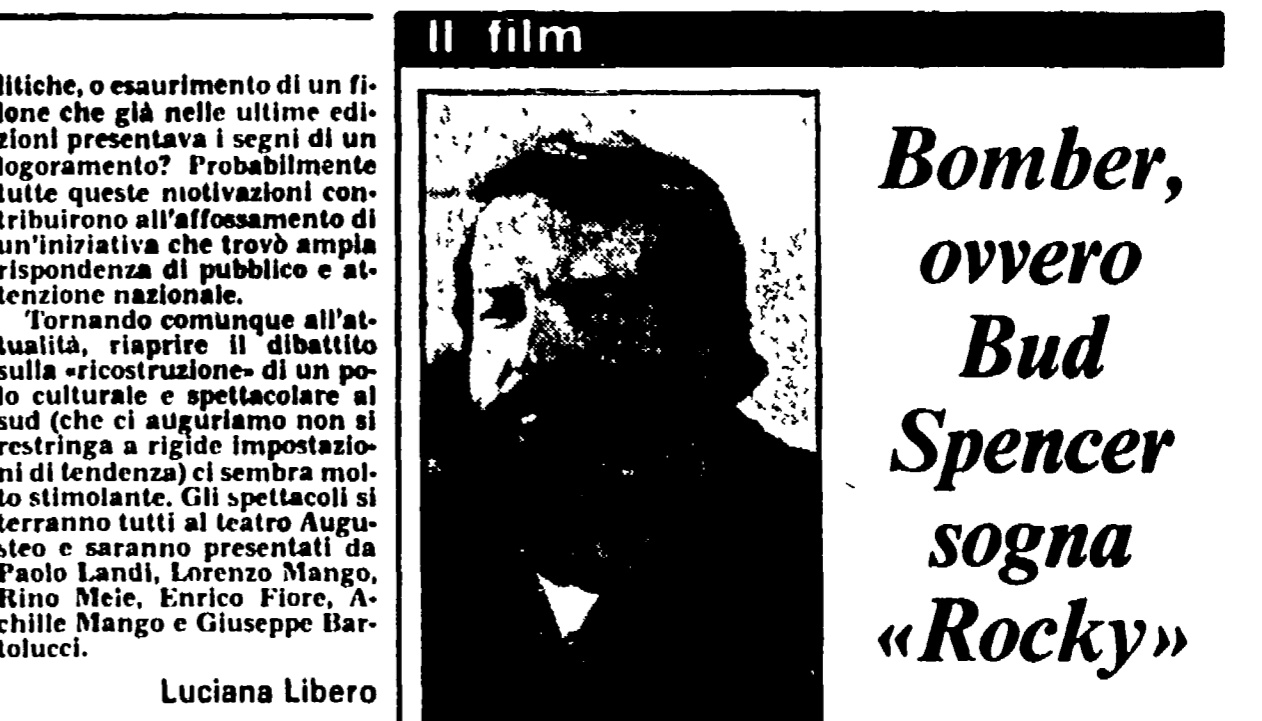 litiche, o esaurimento di un fi-
lone che già nelle ultime edi-
zioni presentava i segni di un
logoramento? Probabilmente
tutte queste motivazioni con-
tribuirono all'affossamento di
un'iniziativa che trovò ampia
rispondenza di pubblico e at-
tenzione nazionale.
Tornando comunque all'at-
tualità, riaprire il dibattito
sulla «ricostruzione» di un po-
lo culturale e spettacolare al
sud (che ci auguriamo non si
restringa a rigide impostazio-
ni di tendenza) ci sembra mol-
to stimolante. Gli spettacoli si
terranno tutti al teatro Augu-
steo e saranno presentati da
Paolo Landi, Lorenzo Mango,
Rino Mele, Enrico Fiore, A-
chille Mango e Giuseppe Bar-
tolucci.
Luciana Libero
Il film
Bomber,
ovvero
Bud
Spencer
sogna
«Rocky»